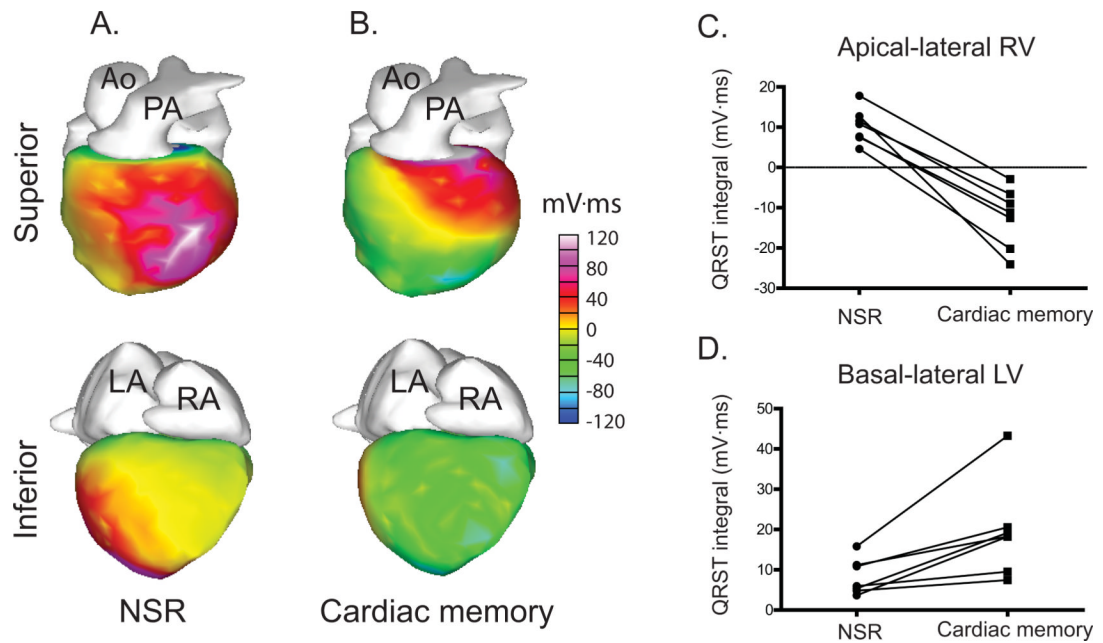 A.
B.
Superior
Ao
PA
Ao
PA
mV·ms
120
80
40
0
-40
-80
-120
Inferior
LA
RA
LA
RA
NSR
Cardiac memory
C.
Apical-lateral RV
QRST integral (mV·ms)
20
10
0
-10
-20
-30
NSR
Cardiac memory
D.
Basal-lateral LV
QRST integral (mV·ms)
50
40
30
20
10
0
NSR
Cardiac memory